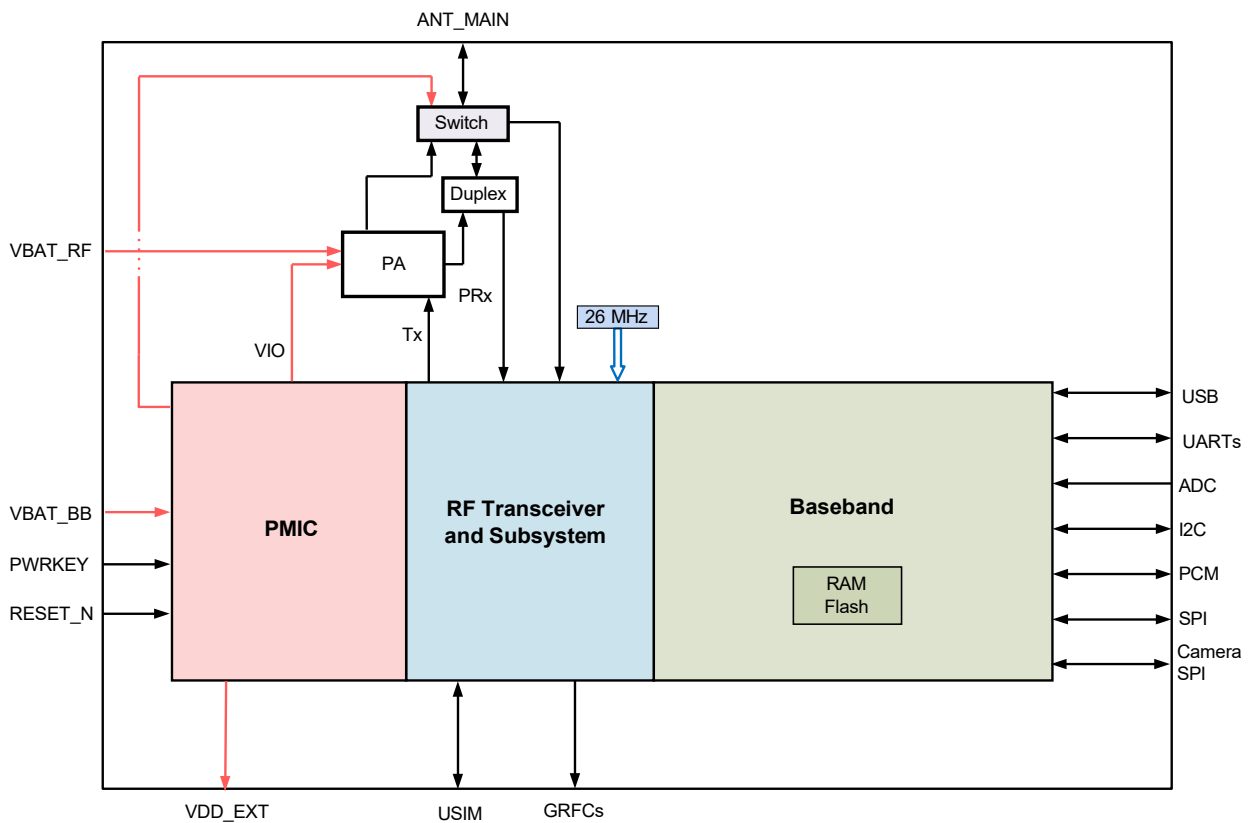 ANT_MAIN
Switch
Duplex
VBAT_RF
PA
PRx
26 MHz
Tx
VIO
USB
UARTs
ADC
VBAT_BB
PMIC
RF Transceiver
and Subsystem
Baseband
I2C
PWRKEY
PCM
RAM
Flash
RESET_N
SPI
Camera
SPI
VDD_EXT
USIM
GRFCs